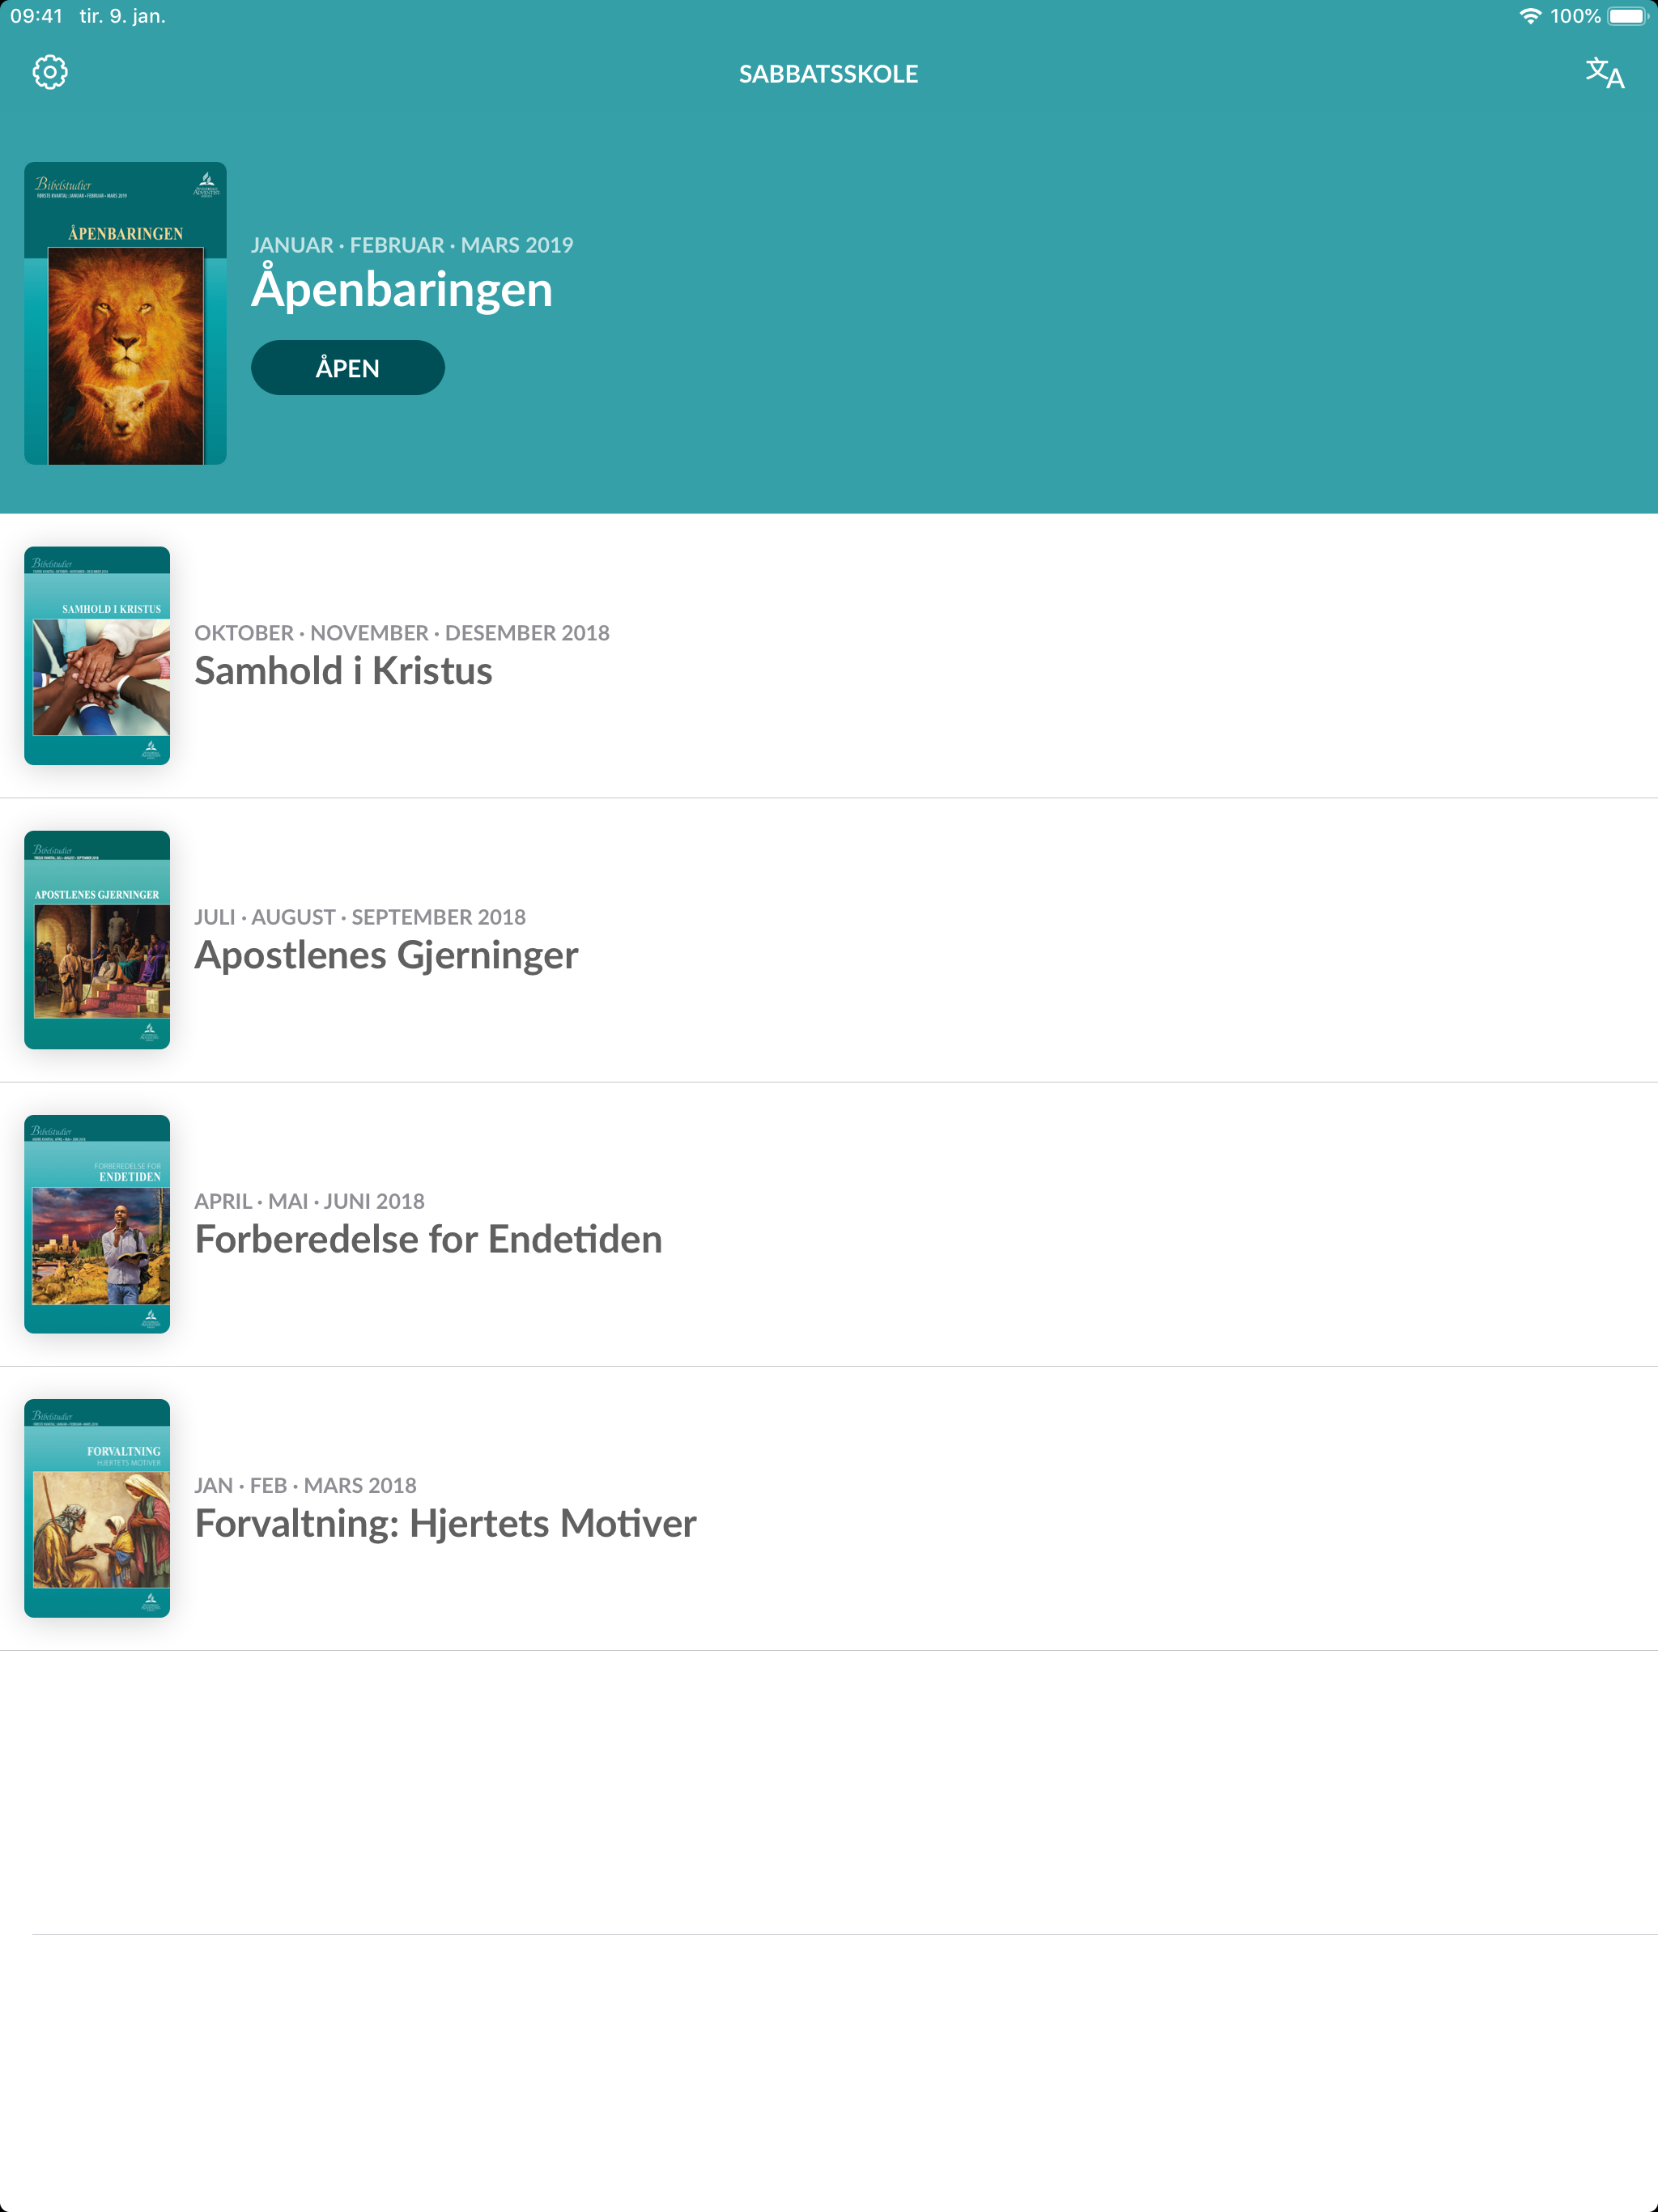 09:41 tir. 9. jan.
100%
SABBATSSKOLE
文A
Bibelstudier
FØRSTE KVARTAL: JANUAR • FEBRUAR • MARS 2019
ÅPENBARINGEN
JANUAR · FEBRUAR · MARS 2019
Åpenbaringen
ÅPEN
Bibelstudier
SAMHOLD I KRISTUS
OKTOBER · NOVEMBER · DESEMBER 2018
Samhold i Kristus
Bibelstudier
APOSTLENES GJERNINGER
JULI · AUGUST · SEPTEMBER 2018
Apostlenes Gjerninger
Bibelstudier
FORBEREDELSE FOR
ENDETIDEN
APRIL · MAI · JUNI 2018
Forberedelse for Endetiden
Bibelstudier
FORVALTNING
HJERTETS MOTIVER
JAN · FEB · MARS 2018
Forvaltning: Hjertets Motiver